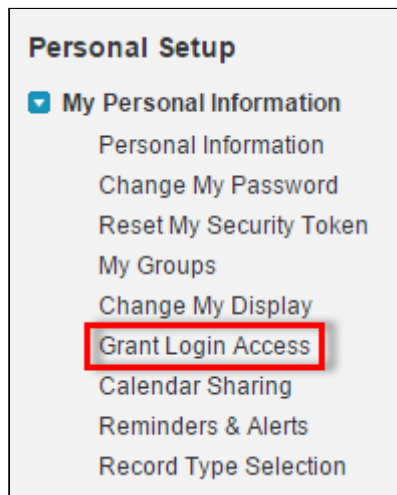 Personal Setup
My Personal Information
Personal Information
Change My Password
Reset My Security Token
My Groups
Change My Display
Grant Login Access
Calendar Sharing
Reminders & Alerts
Record Type Selection